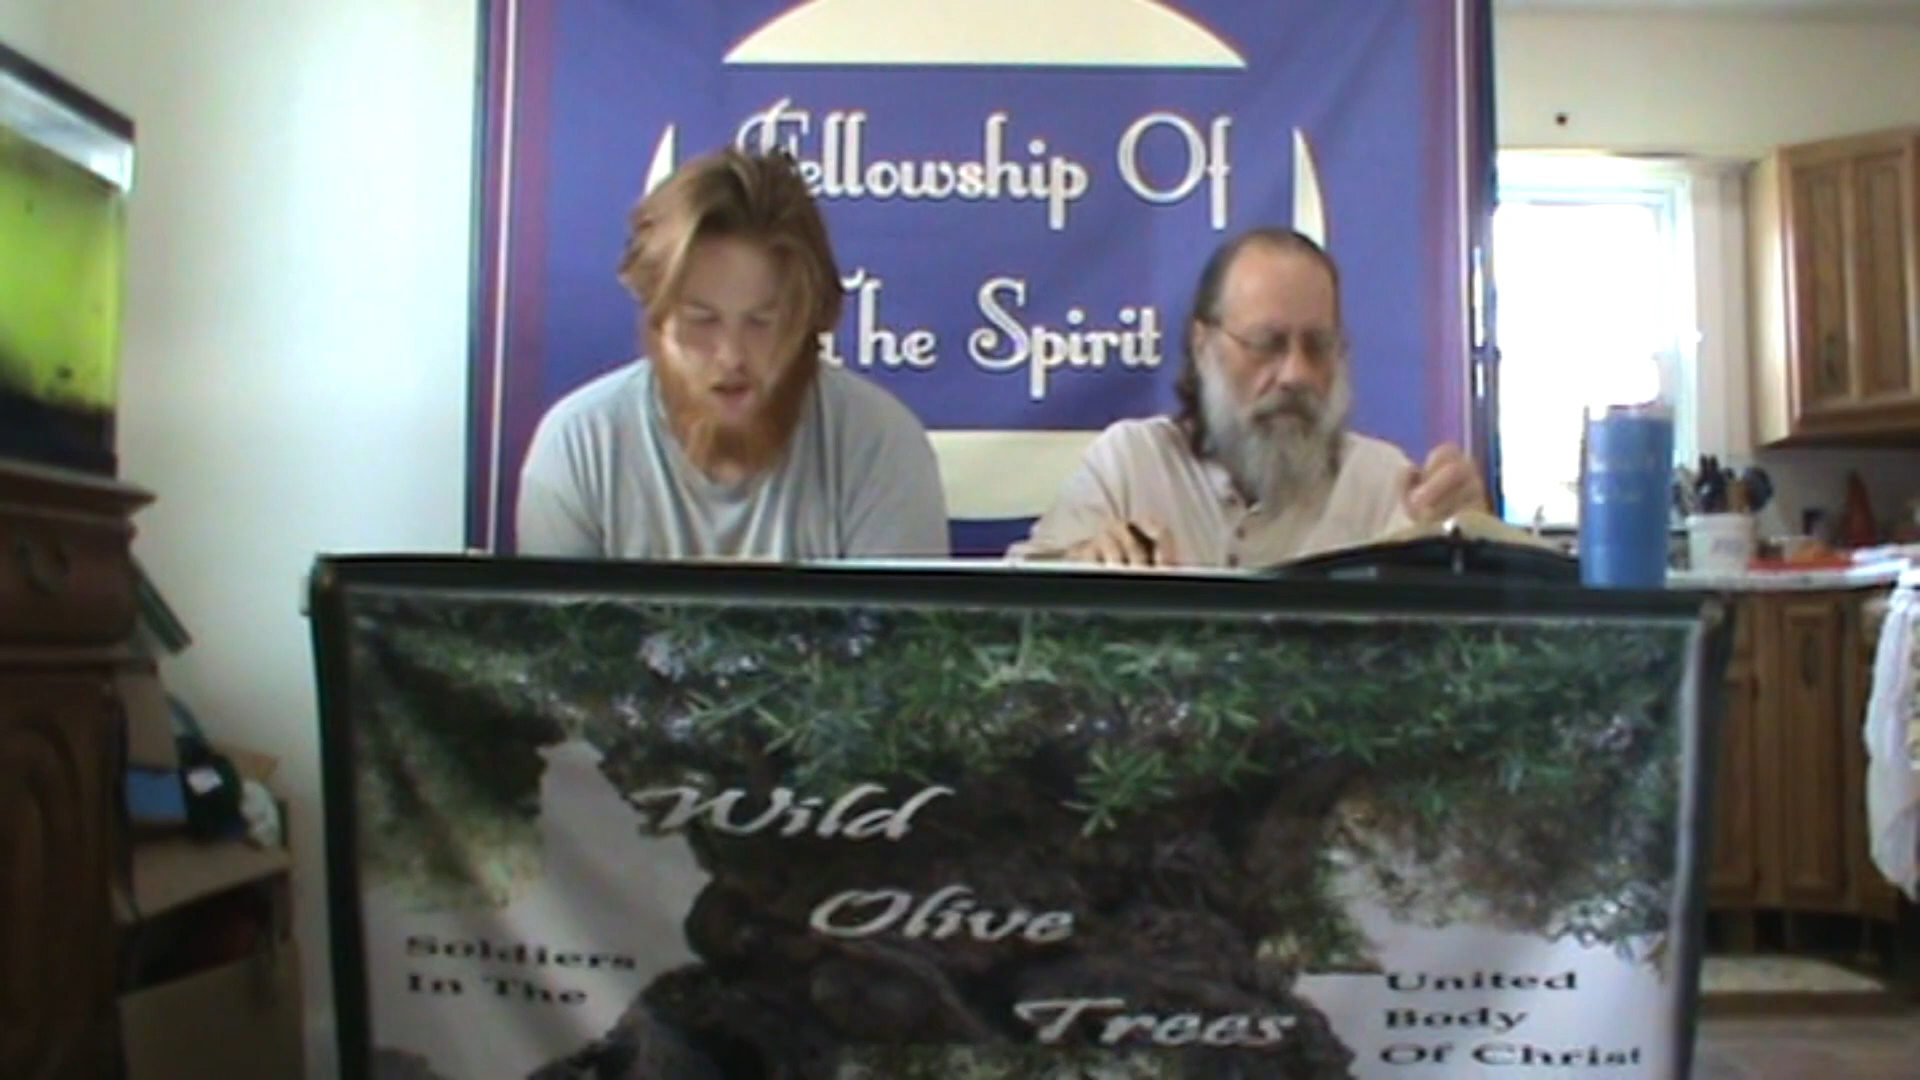 Fellowship Of
The Spirit
Wild
Olive
Trees
Soldiers
In The
United
Body
Of Christ